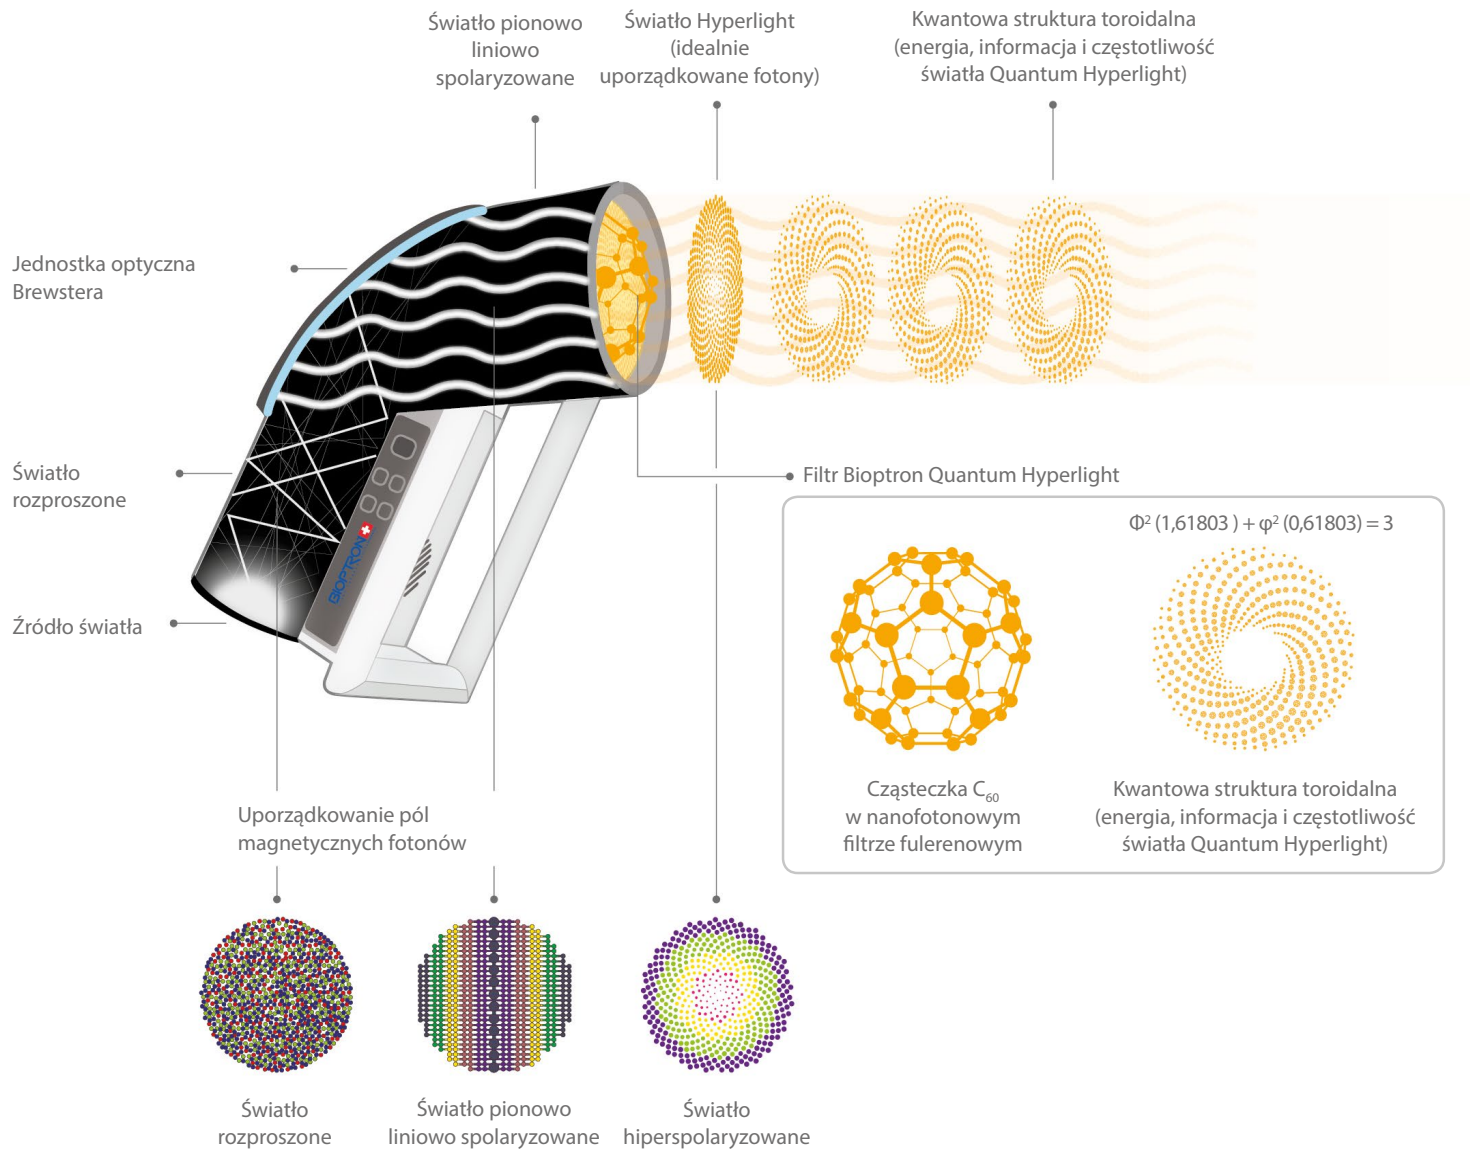 Światło pionowo
liniowo
spolaryzowane
Światło Hyperlight
(idealnie
uporządkowane fotony)
Kwantowa struktura toroidalna
(energia, informacja i częstotliwość
światła Quantum Hyperlight)
Jednostka optyczna
Brewstera
Światło
rozproszone
Źródło światła
BIOPTRON
Filtr Bioptron Quantum Hyperlight
Φ² (1,61803 ) + φ² (0,61803) = 3
Cząsteczka C₆₀
w nanofotonowym
filtrze fulerenowym
Kwantowa struktura toroidalna
(energia, informacja i częstotliwość
światła Quantum Hyperlight)
Uporządkowanie pól
magnetycznych fotonów
Światło
rozproszone
Światło pionowo
liniowo spolaryzowane
Światło
hiperspolaryzowane